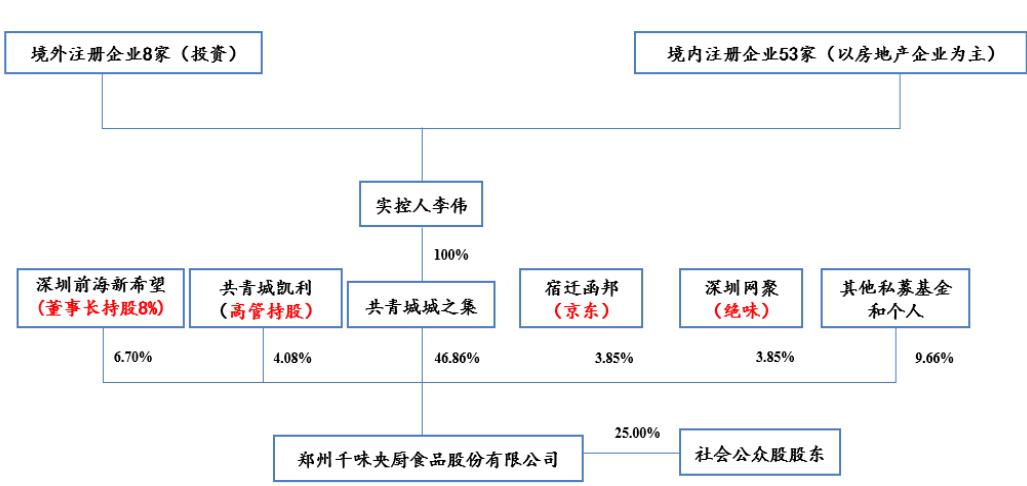 境外注册企业8家（投资）
境内注册企业53家（以房地产企业为主）
实控人李伟
100%
深圳前海新希望
(董事长持股8%)
共青城凯利
（高管持股）
共青城城之集
宿迁函邦
（京东）
深圳网聚
（绝味）
其他私募基金
和个人
6.70%
4.08%
46.86%
3.85%
3.85%
9.66%
25.00%
郑州千味央厨食品股份有限公司
社会公众股股东